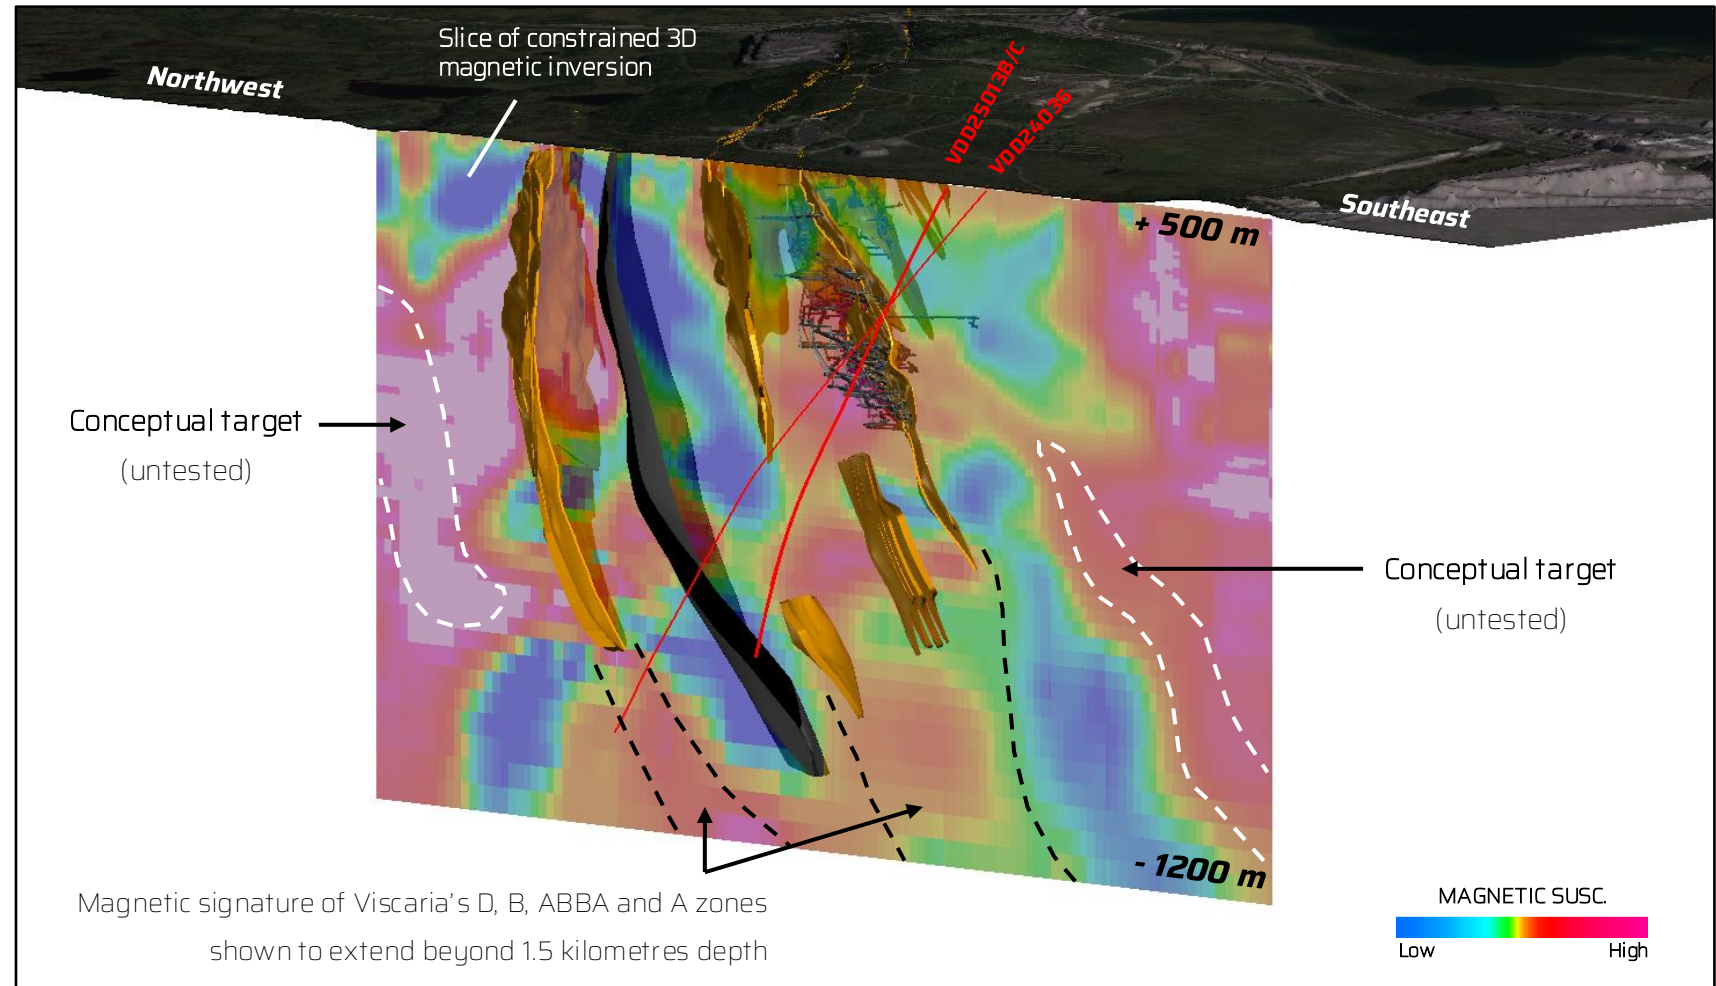 Slice of constrained 3D
magnetic inversion
Northwest
VDD25013B/C
VDD24036
Southeast
+ 500 m
Conceptual target
(untested)
Conceptual target
(untested)
- 1200 m
Magnetic signature of Viscaria's D, B, ABBA and A zones
shown to extend beyond 1.5 kilometres depth
MAGNETIC SUSC.
Low
High